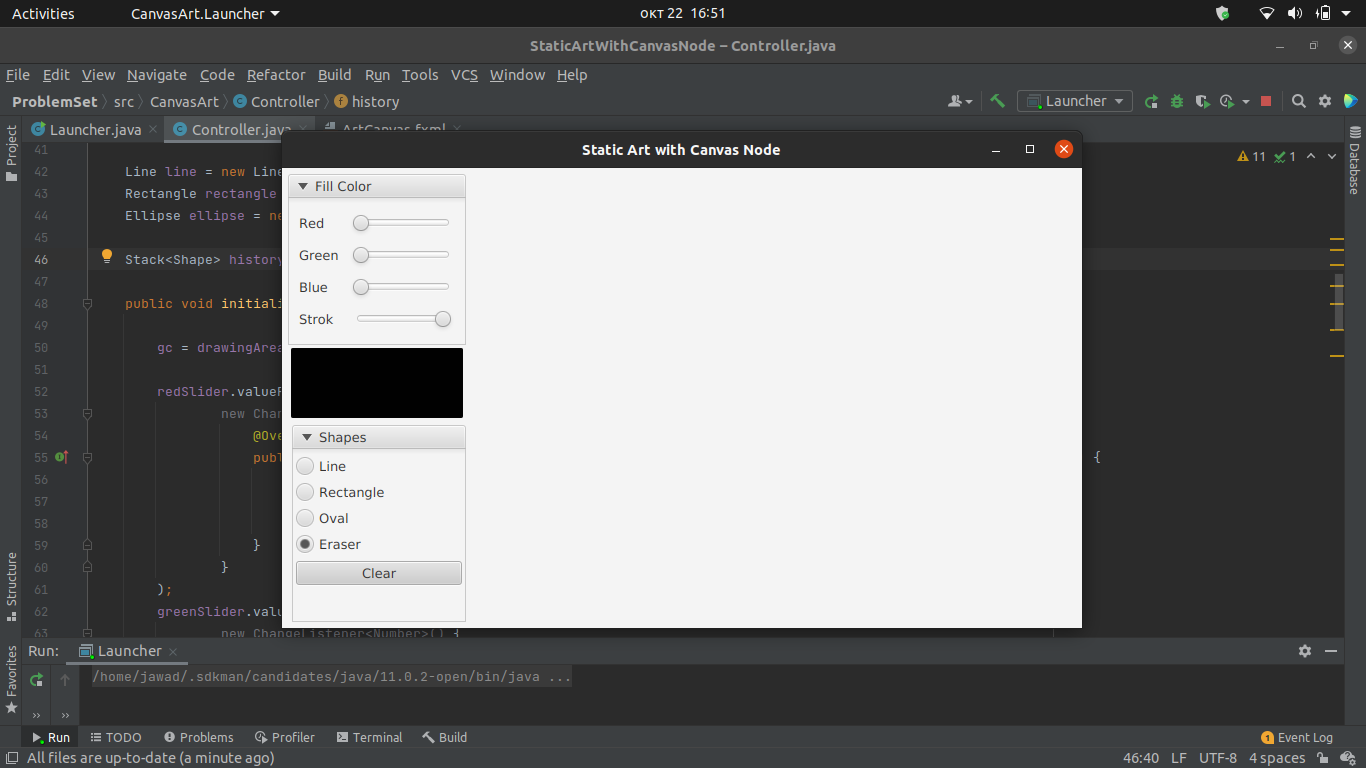 Activities CanvasArt.Launcher окт 22 16:51
StaticArtWithCanvasNode – Controller.java
File Edit View Navigate Code Refactor Build Run Tools VCS Window Help
ProblemSet src CanvasArt Controller history Launcher
Launcher.java Controller.java ArtCanvas.fxml
Project
Structure
Favorites
Database
11 1
41
42 Line line = new Line
43 Rectangle rectangle
44 Ellipse ellipse = ne
45
46 Stack<Shape> history
47
48 public void initiali
49
50 gc = drawingArea
51
52 redSlider.valueP
53 new Chan
54 @Ove
55 publ {
56
57
58
59 }
60 }
61 );
62 greenSlider.valu
63 new ChangeListener<Number>() {
Static Art with Canvas Node
Fill Color
Red
Green
Blue
Strok
Shapes
Line
Rectangle
Oval
Eraser
Clear
Run: Launcher
/home/jawad/.sdkman/candidates/java/11.0.2-open/bin/java ...
Run TODO Problems Profiler Terminal Build 1 Event Log
All files are up-to-date (a minute ago) 46:40 LF UTF-8 4 spaces